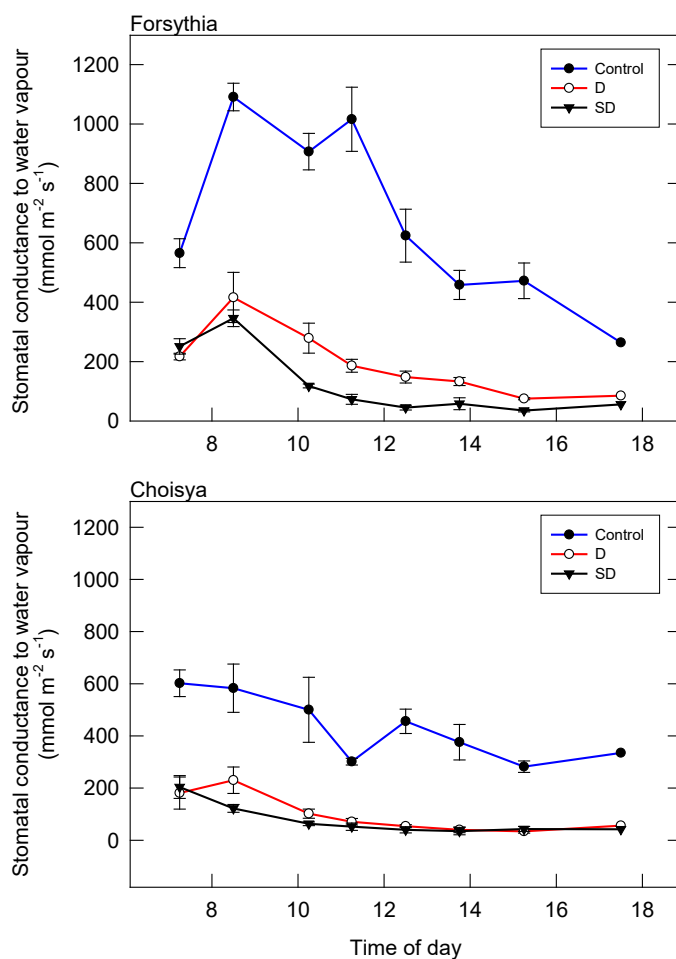 Forsythia
Stomatal conductance to water vapour
(mmol m⁻² s⁻¹)
1200
1000
800
600
400
200
0
Control
D
SD
8
10
12
14
16
18
Choisya
Stomatal conductance to water vapour
(mmol m⁻² s⁻¹)
1200
1000
800
600
400
200
0
Control
D
SD
8
10
12
14
16
18
Time of day